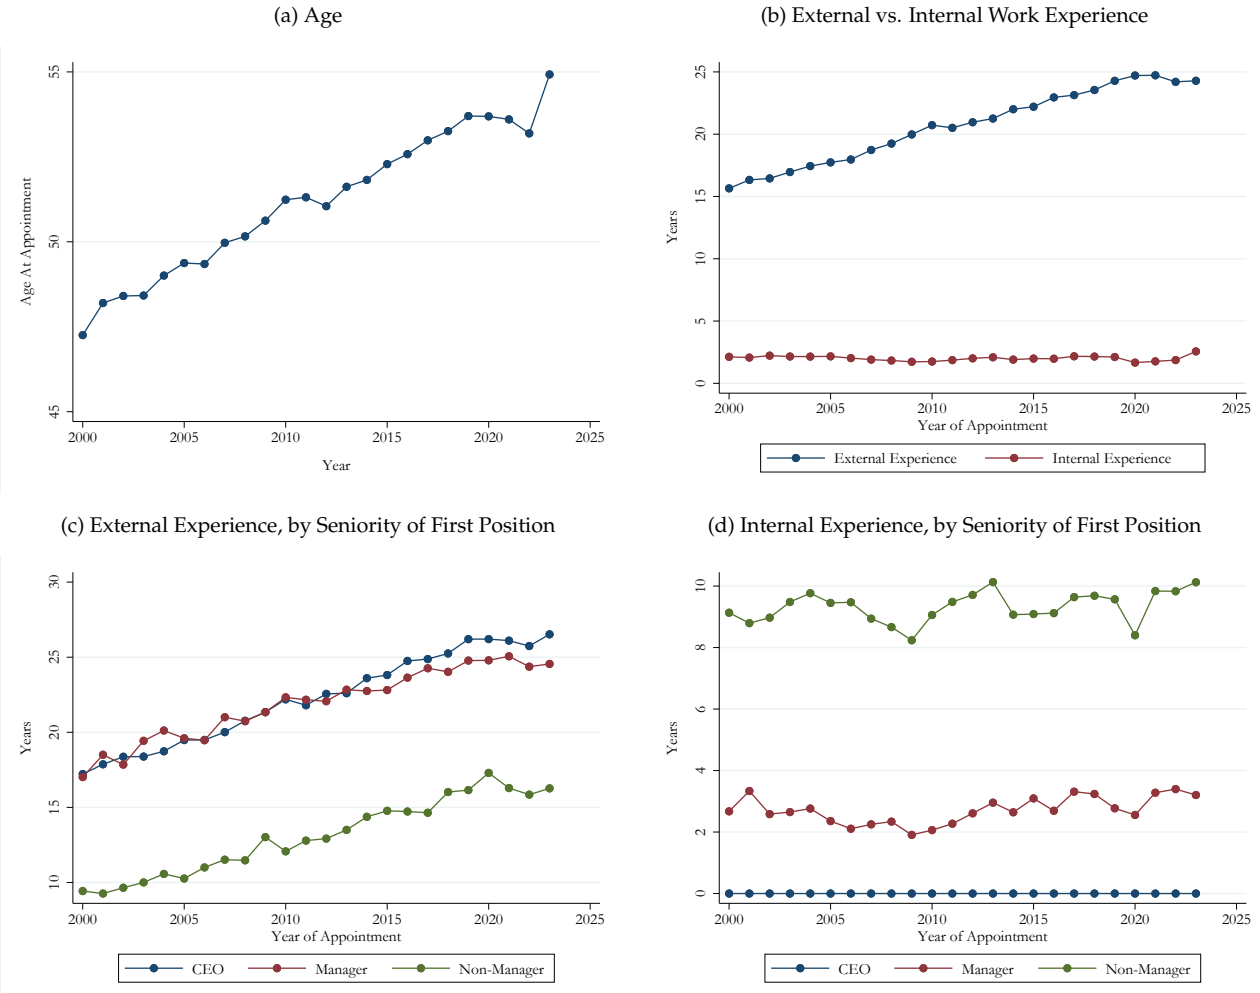 (a) Age
55
50
45
Age At Appointment
2000 2005 2010 2015 2020 2025
Year
(b) External vs. Internal Work Experience
25
20
15
10
5
0
Years
2000 2005 2010 2015 2020 2025
Year of Appointment
External Experience Internal Experience
(c) External Experience, by Seniority of First Position
30
25
20
15
10
Years
2000 2005 2010 2015 2020 2025
Year of Appointment
CEO Manager Non-Manager
(d) Internal Experience, by Seniority of First Position
10
8
6
4
2
0
Years
2000 2005 2010 2015 2020 2025
Year of Appointment
CEO Manager Non-Manager